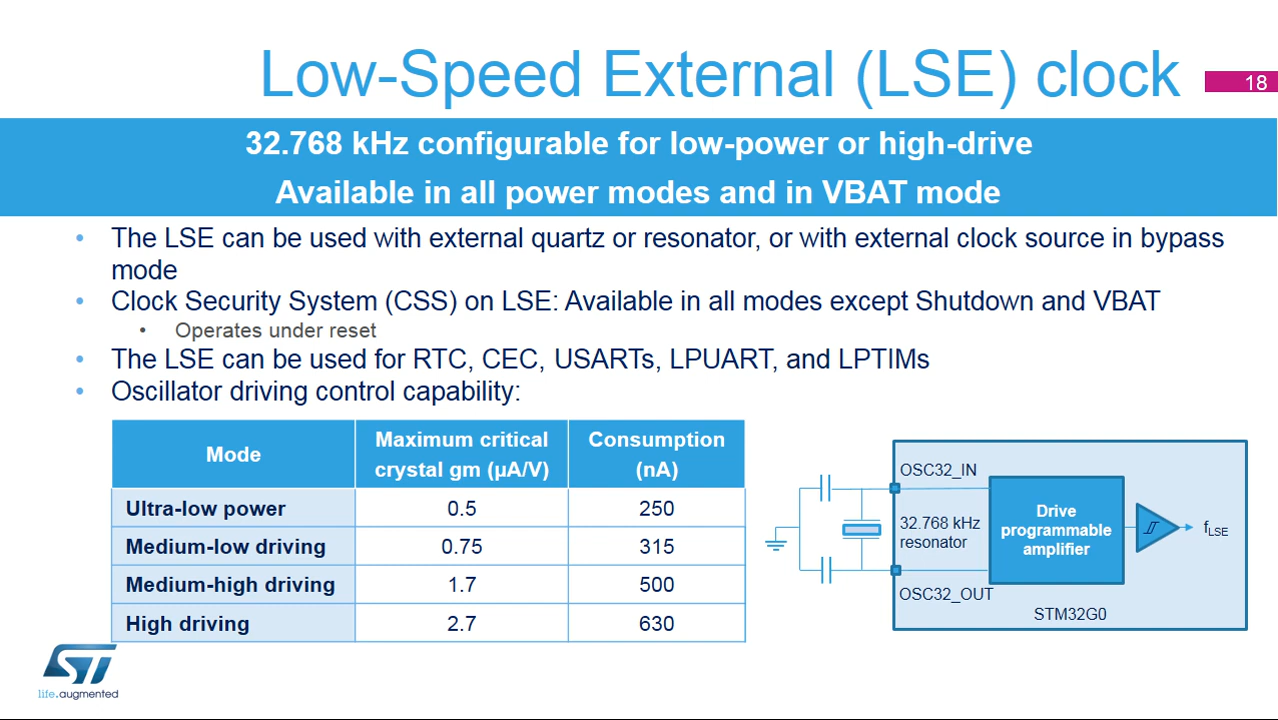 Low-Speed External (LSE) clock
18
32.768 kHz configurable for low-power or high-drive
Available in all power modes and in VBAT mode
• The LSE can be used with external quartz or resonator, or with external clock source in bypass
mode
• Clock Security System (CSS) on LSE: Available in all modes except Shutdown and VBAT
• Operates under reset
• The LSE can be used for RTC, CEC, USARTs, LPUART, and LPTIMs
• Oscillator driving control capability:
Mode
Maximum critical
crystal gm (µA/V)
Consumption
(nA)
Ultra-low power 0.5 250
Medium-low driving 0.75 315
Medium-high driving 1.7 500
High driving 2.7 630
OSC32_IN
32.768 kHz
resonator
OSC32_OUT
Drive
programmable
amplifier
fLSE
STM32G0
ST
life.augmented